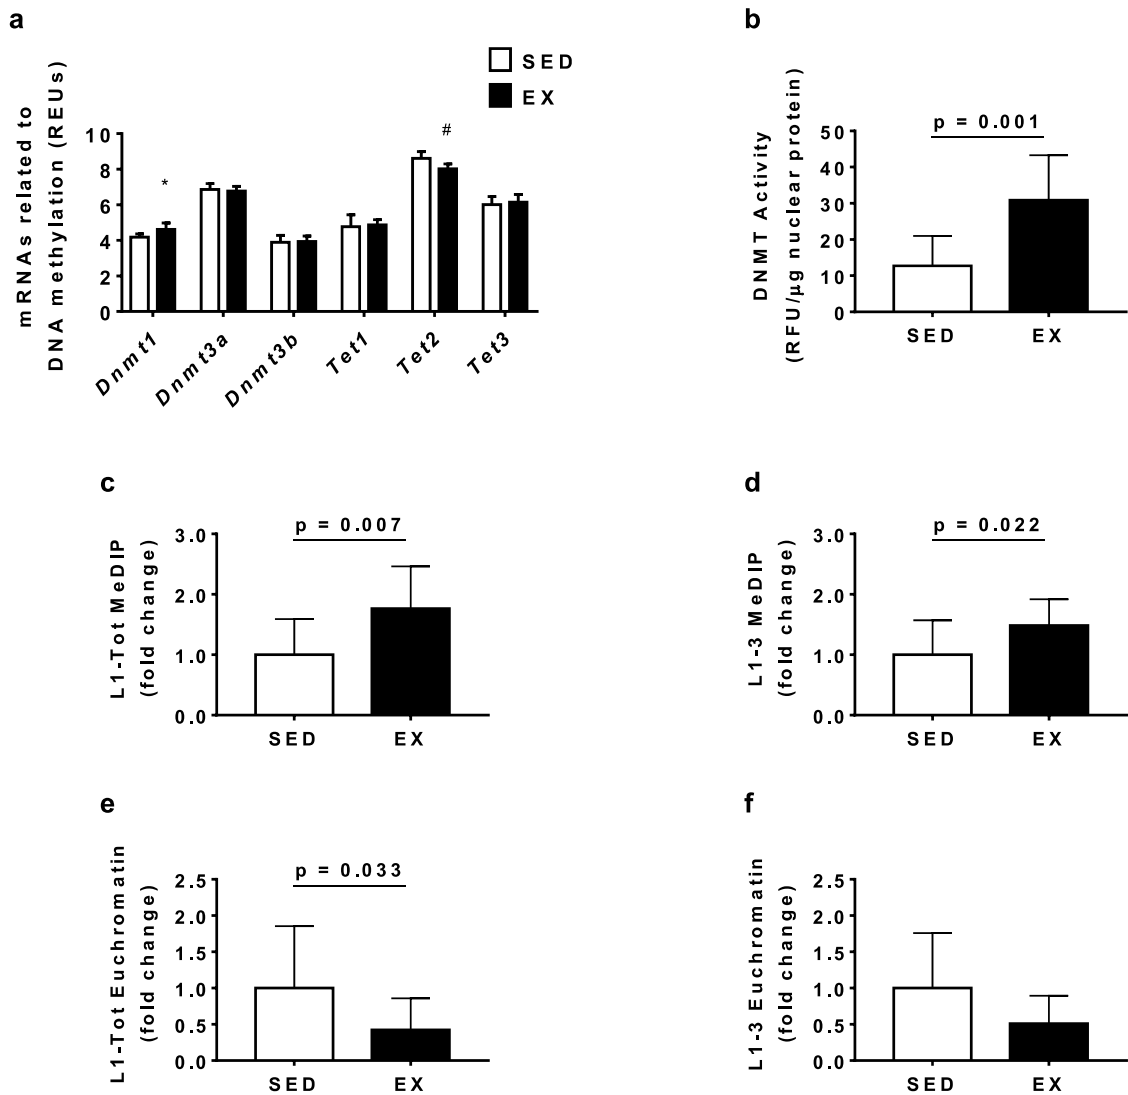 a
SED
EX
mRNAs related to
DNA methylation (REUs)
10
8
6
4
2
0
*
#
Dnmt1
Dnmt3a
Dnmt3b
Tet1
Tet2
Tet3
b
p = 0.001
DNMT Activity
(RFU/µg nuclear protein)
50
40
30
20
10
0
SED
EX
c
p = 0.007
L1-Tot MeDIP
(fold change)
3.0
2.0
1.0
0.0
SED
EX
d
p = 0.022
L1-3 MeDIP
(fold change)
3.0
2.0
1.0
0.0
SED
EX
e
p = 0.033
L1-Tot Euchromatin
(fold change)
2.5
2.0
1.5
1.0
0.5
0.0
SED
EX
f
L1-3 Euchromatin
(fold change)
2.5
2.0
1.5
1.0
0.5
0.0
SED
EX